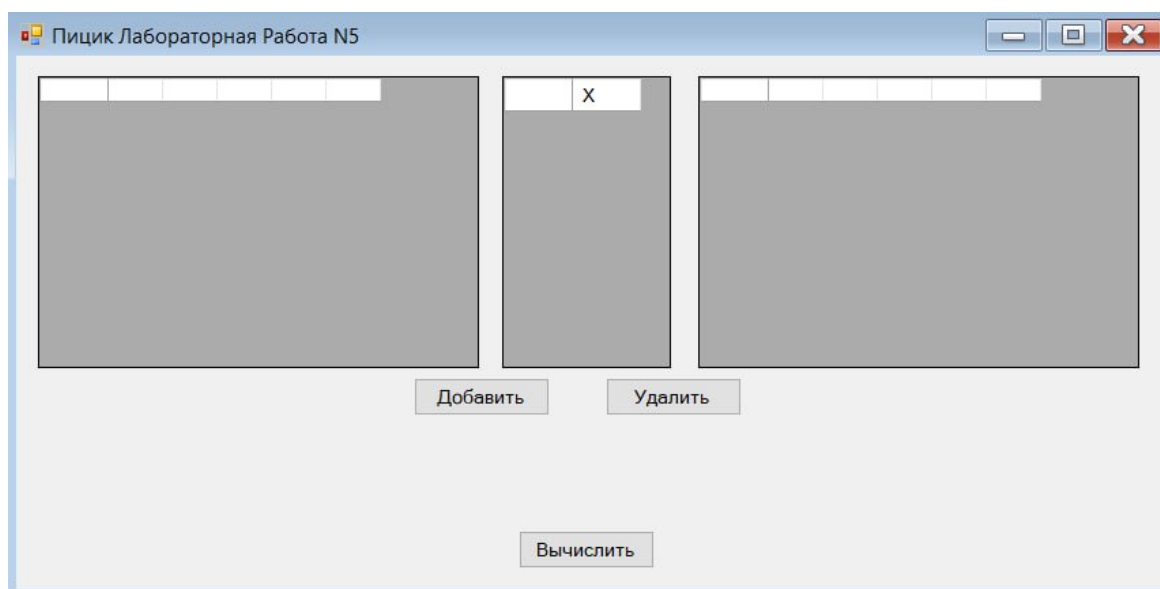 Пицик Лабораторная Работа N5
X
Добавить Удалить
Вычислить